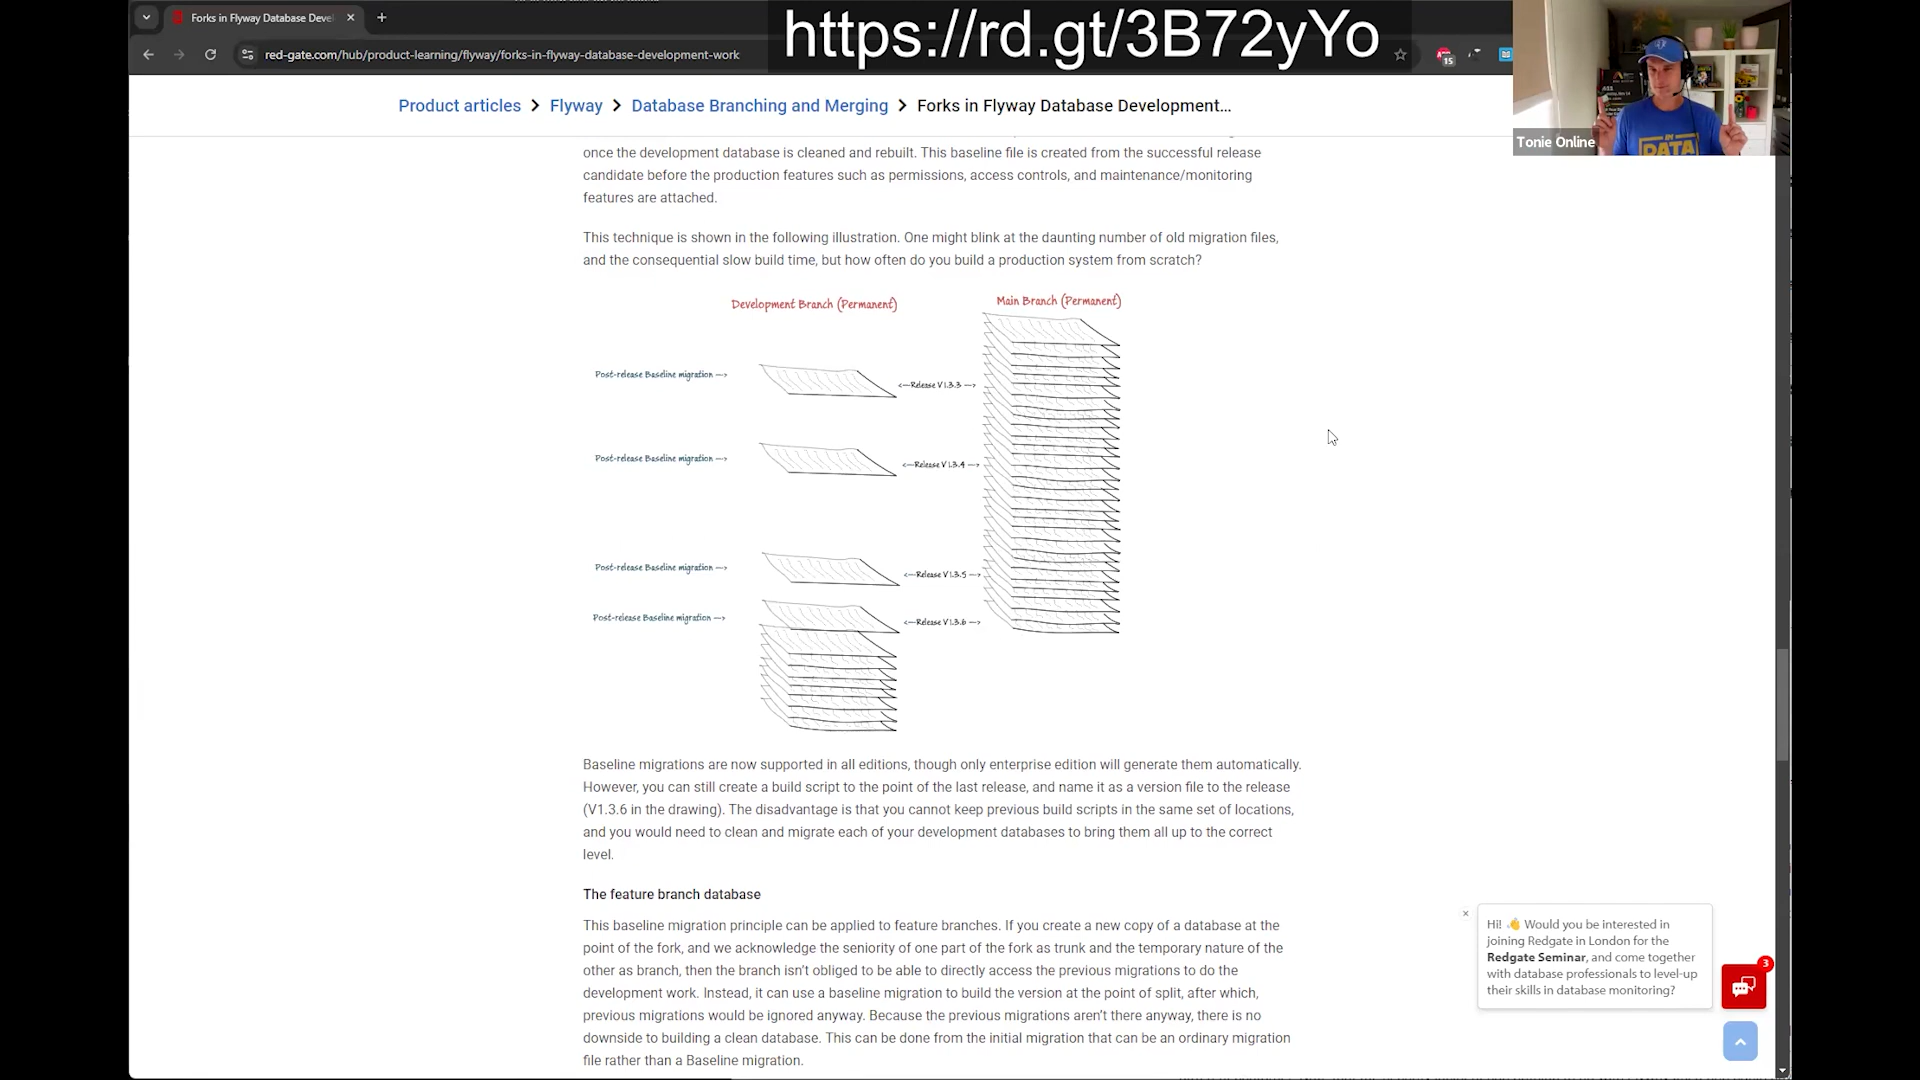 Forks in Flyway Database Devel
https://rd.gt/3B72yYo
red-gate.com/hub/product-learning/flyway/forks-in-flyway-database-development-work
15
Product articles > Flyway > Database Branching and Merging > Forks in Flyway Database Development...
Tonie Online
DATA
once the development database is cleaned and rebuilt. This baseline file is created from the successful release
candidate before the production features such as permissions, access controls, and maintenance/monitoring
features are attached.
This technique is shown in the following illustration. One might blink at the daunting number of old migration files,
and the consequential slow build time, but how often do you build a production system from scratch?
Development Branch (Permanent)
Main Branch (Permanent)
Post-release Baseline migration -->
<--Release V1.3.3 -->
Post-release Baseline migration -->
<--Release V1.3.4 -->
Post-release Baseline migration -->
<--Release V1.3.5 -->
Post-release Baseline migration -->
<--Release V1.3.6 -->
Baseline migrations are now supported in all editions, though only enterprise edition will generate them automatically.
However, you can still create a build script to the point of the last release, and name it as a version file to the release
(V1.3.6 in the drawing). The disadvantage is that you cannot keep previous build scripts in the same set of locations,
and you would need to clean and migrate each of your development databases to bring them all up to the correct
level.
The feature branch database
This baseline migration principle can be applied to feature branches. If you create a new copy of a database at the
point of the fork, and we acknowledge the seniority of one part of the fork as trunk and the temporary nature of the
other as branch, then the branch isn't obliged to be able to directly access the previous migrations to do the
development work. Instead, it can use a baseline migration to build the version at the point of split, after which,
previous migrations would be ignored anyway. Because the previous migrations aren't there anyway, there is no
downside to building a clean database. This can be done from the initial migration that can be an ordinary migration
file rather than a Baseline migration.
Hi! 👋 Would you be interested in
joining Redgate in London for the
Redgate Seminar, and come together
with database professionals to level-up
their skills in database monitoring?
3